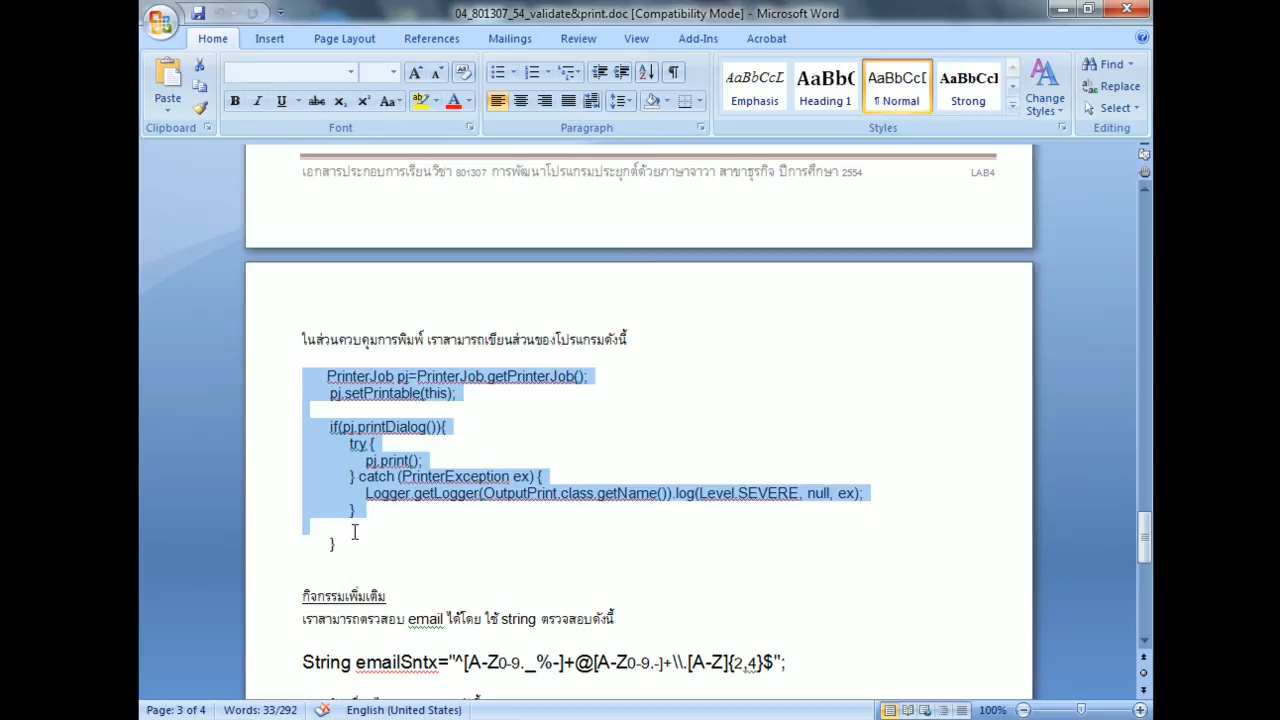 04_801307_54_validate&print.doc [Compatibility Mode] - Microsoft Word
Home Insert Page Layout References Mailings Review View Add-Ins Acrobat
Paste
Clipboard
Font
Paragraph
AaBbCcL AaBbC AaBbCcD AaBbCcl
Emphasis Heading 1 ¶ Normal Strong
Change Styles
Styles
Find
Replace
Select
Editing
เอกสารประกอบการเรียนวิชา 801307 การพัฒนาโปรแกรมประยุกต์ด้วยภาษาจาวา สาขาธุรกิจ ปีการศึกษา 2554 LAB4
ในส่วนควบคุมการพิมพ์ เราสามารถเขียนส่วนของโปรแกรมดังนี้
PrinterJob pj=PrinterJob.getPrinterJob();
pj.setPrintable(this);
if(pj.printDialog()){
try {
pj.print();
} catch (PrinterException ex) {
Logger.getLogger(OutputPrint.class.getName()).log(Level.SEVERE, null, ex);
}
}
กิจกรรมเพิ่มเติม
เราสามารถตรวสอบ email ได้โดย ใช้ string ตรวจสอบดังนี้
String emailSntx="^[A-Z0-9._%-]+@[A-Z0-9.-]+\\.[A-Z]{2,4}$";
Page: 3 of 4 Words: 33/292 English (United States) 100%